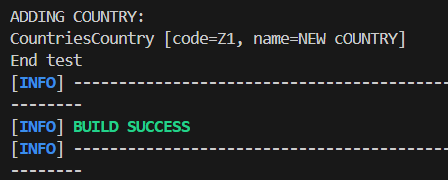 ADDING COUNTRY:
CountriesCountry [code=Z1, name=NEW cOUNTRY]
End test
[INFO] -----------------------------------------
--------
[INFO] BUILD SUCCESS
[INFO] -----------------------------------------
--------